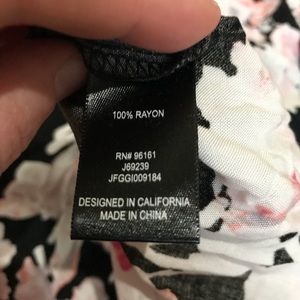 100% RAYON
RN# 96161
J69239
JFGGI009184
DESIGNED IN CALIFORNIA
MADE IN CHINA